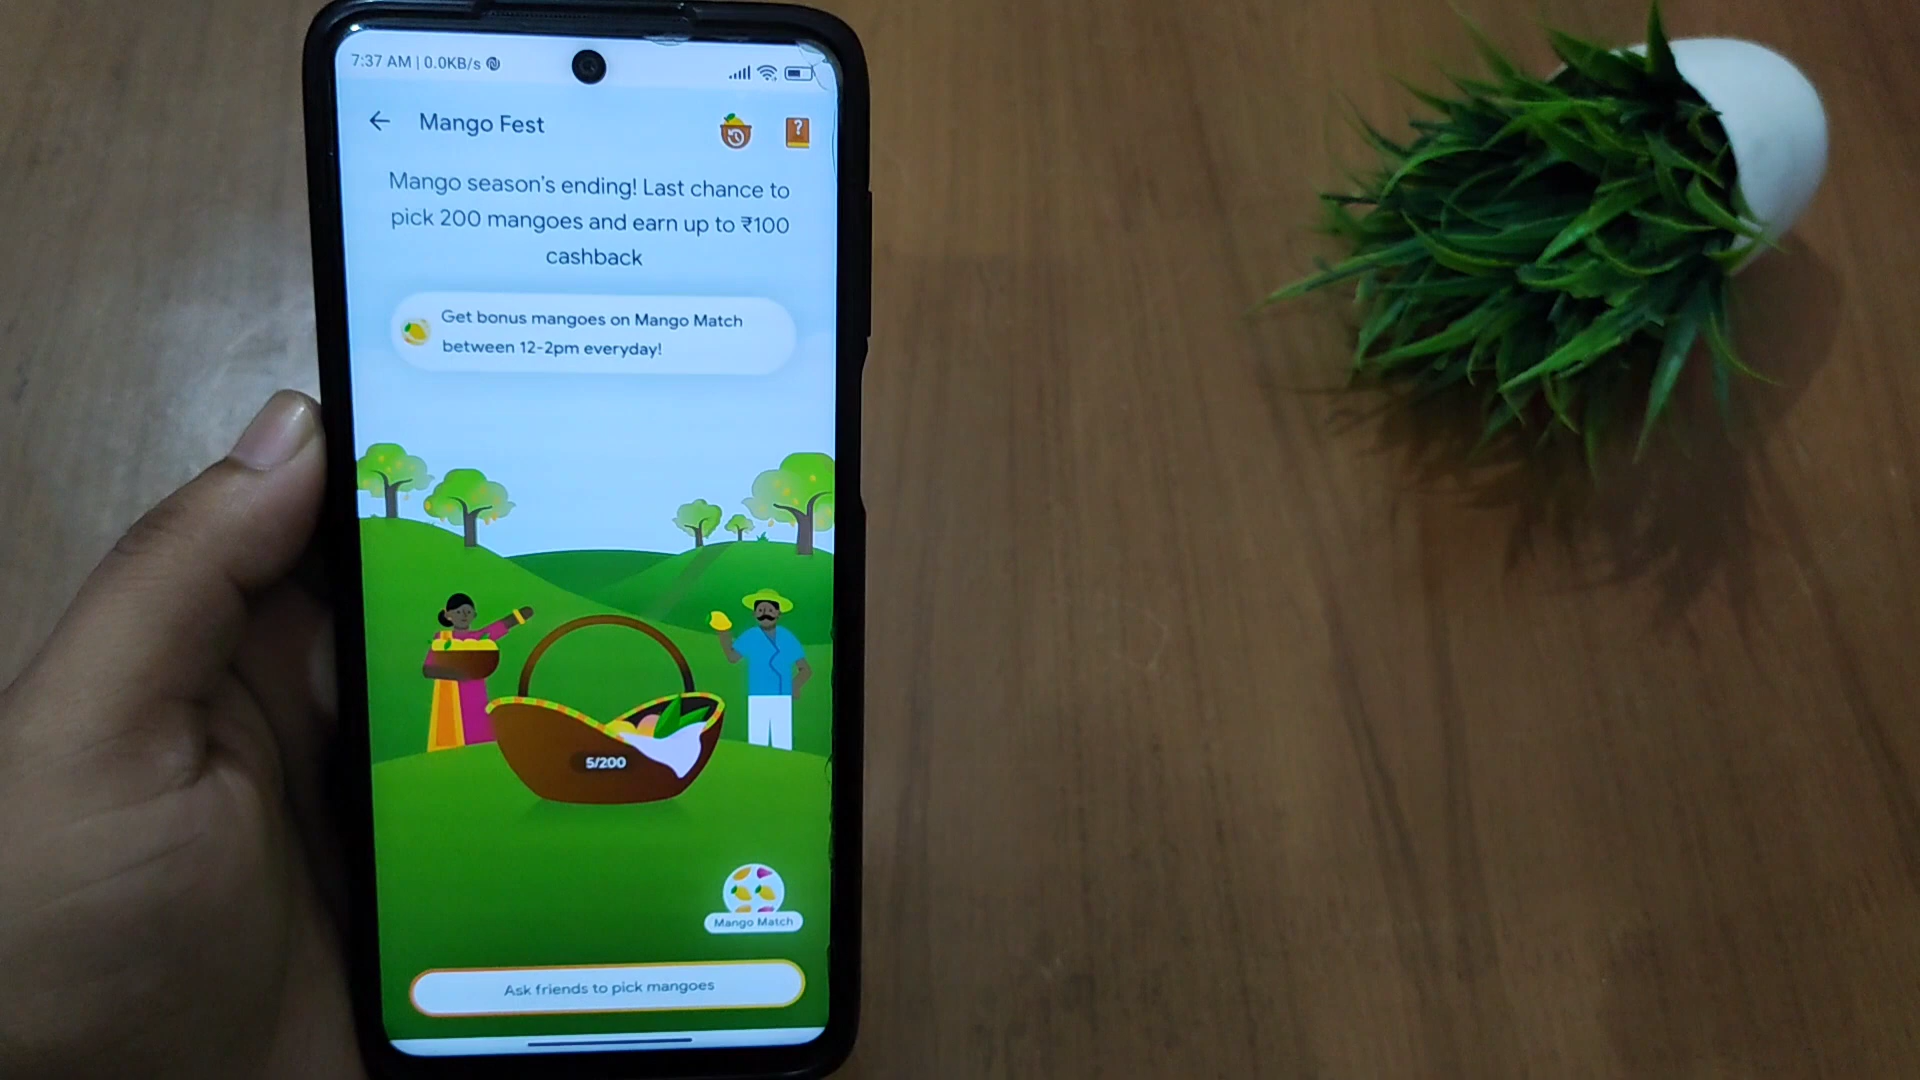 7:37 AM | 0.0KB/s
Mango Fest
?
Mango season's ending! Last chance to
pick 200 mangoes and earn up to ₹100
cashback
Get bonus mangoes on Mango Match
between 12-2pm everyday!
5/200
Mango Match
Ask friends to pick mangoes